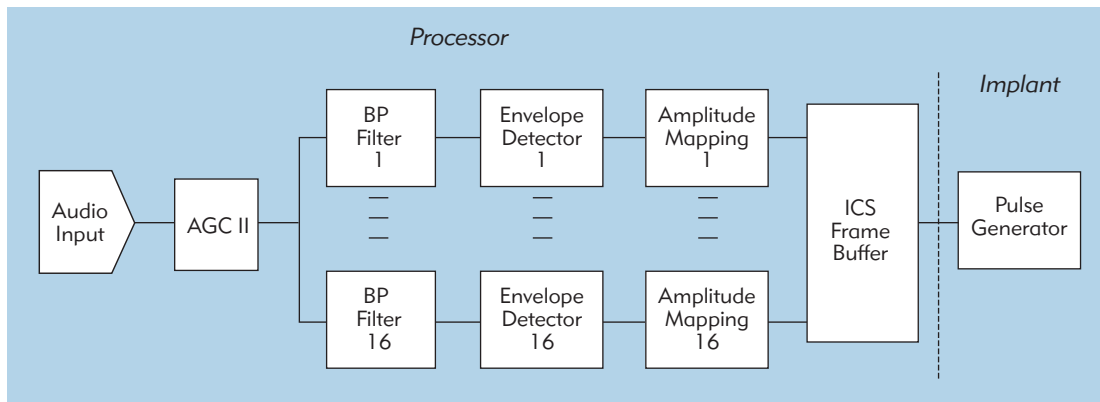 Processor
Implant
Audio
Input
AGC II
BP
Filter
1
Envelope
Detector
1
Amplitude
Mapping
1
BP
Filter
16
Envelope
Detector
16
Amplitude
Mapping
16
ICS
Frame
Buffer
Pulse
Generator